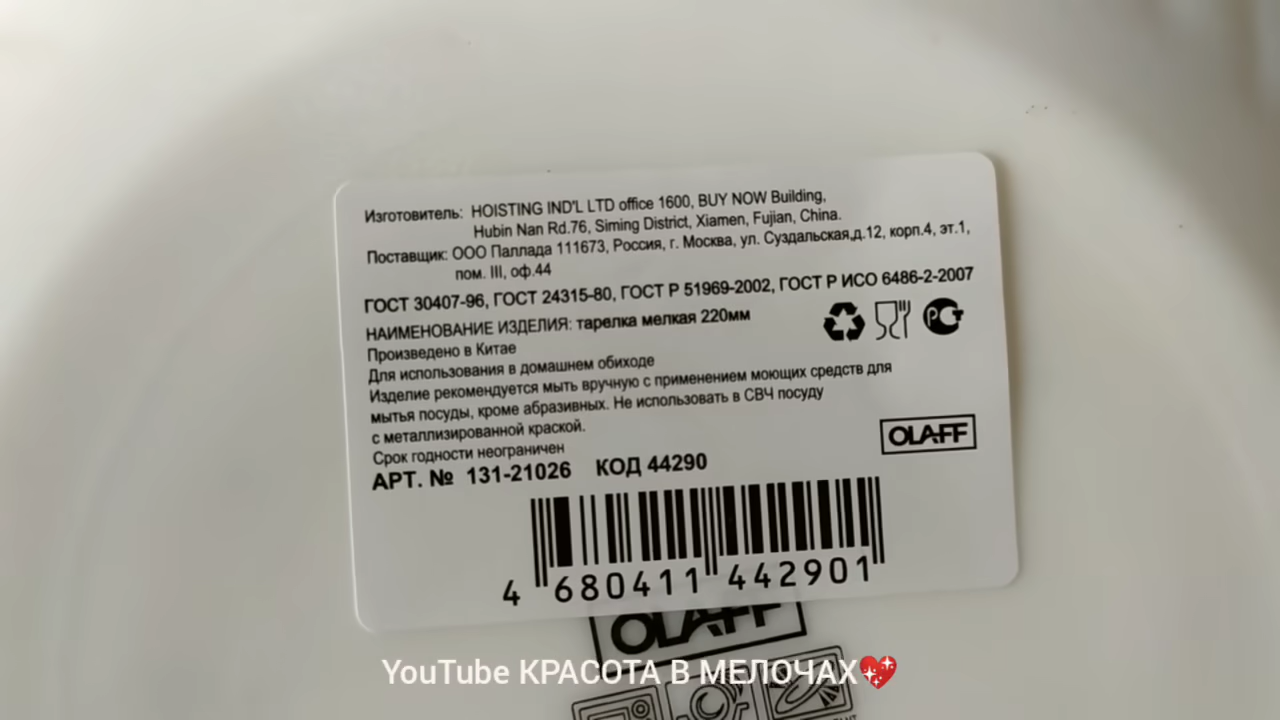 Изготовитель: HOISTING IND'L LTD office 1600, BUY NOW Building,
Hubin Nan Rd.76, Siming District, Xiamen, Fujian, China.
Поставщик: ООО Паллада 111673, Россия, г. Москва, ул. Суздальская,д.12, корп.4, эт.1,
пом. III, оф.44
ГОСТ 30407-96, ГОСТ 24315-80, ГОСТ Р 51969-2002, ГОСТ Р ИСО 6486-2-2007
НАИМЕНОВАНИЕ ИЗДЕЛИЯ: тарелка мелкая 220мм
Произведено в Китае
Для использования в домашнем обиходе
Изделие рекомендуется мыть вручную с применением моющих средств для
мытья посуды, кроме абразивных. Не использовать в СВЧ посуду
с металлизированной краской.
Срок годности неограничен
OLAFF
АРТ. № 131-21026 КОД 44290
4 680411 442901
OLAFF
YouTube КРАСОТА В МЕЛОЧАХ💖